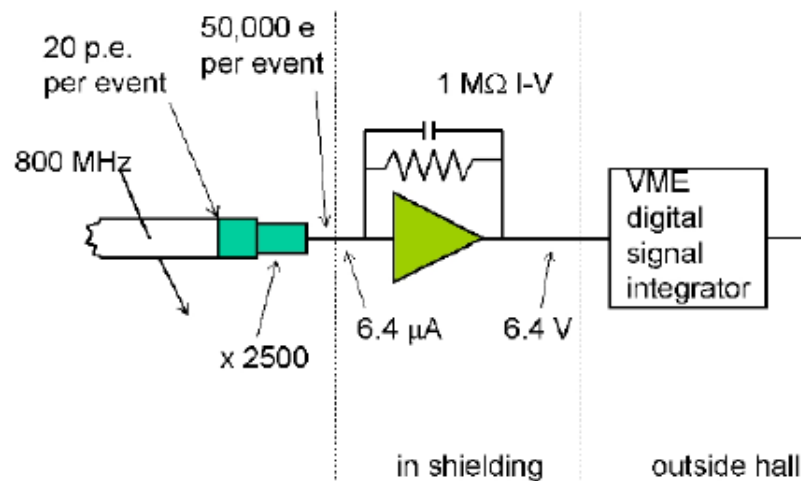 50,000 e
per event
20 p.e.
per event
1 MΩ I-V
800 MHz
VME
digital
signal
integrator
6.4 μA
6.4 V
x 2500
in shielding
outside hall